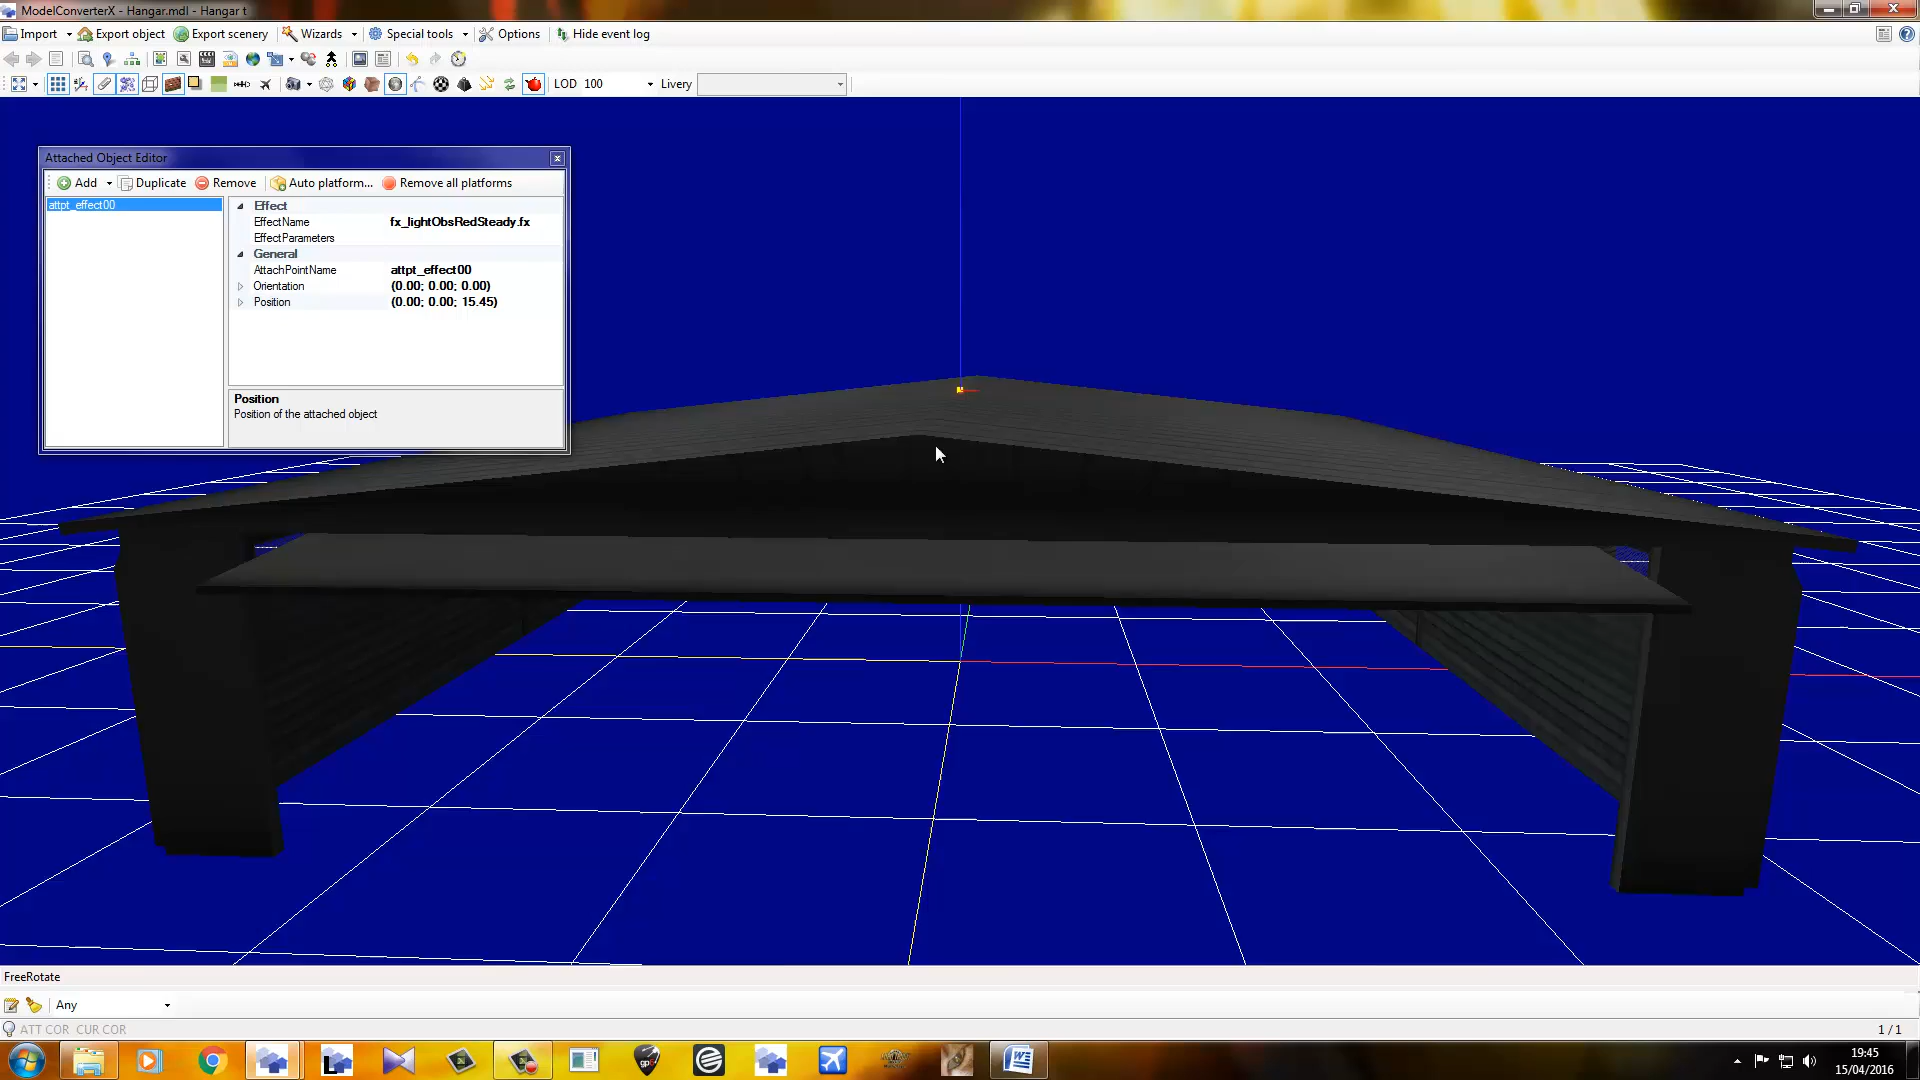 ModelConverterX - Hangar.mdl - Hangar t
Import Export object Export scenery Wizards Special tools Options Hide event log
LOD 100 Livery
Attached Object Editor
Add Duplicate Remove Auto platform... Remove all platforms
attpt_effect00
Effect
EffectName fx_lightObsRedSteady.fx
EffectParameters
General
AttachPointName attpt_effect00
Orientation (0.00; 0.00; 0.00)
Position (0.00; 0.00; 15.45)
Position
Position of the attached object
FreeRotate
Any
ATT COR CUR COR
1 / 1
19:45
15/04/2016